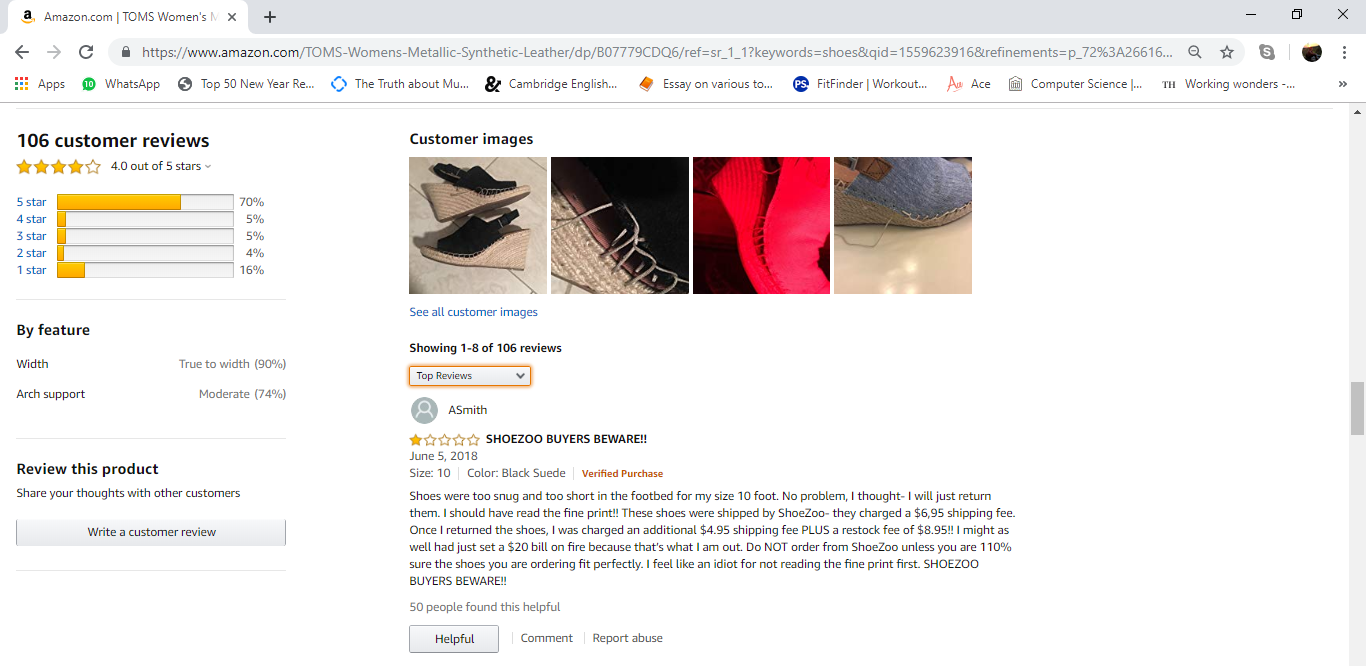 Amazon.com | TOMS Women's M
https://www.amazon.com/TOMS-Womens-Metallic-Synthetic-Leather/dp/B07779CDQ6/ref=sr_1_1?keywords=shoes&qid=1559623916&refinements=p_72%3A26616...
Apps 10 WhatsApp Top 50 New Year Re... The Truth about Mu... & Cambridge English... Essay on various to... PS. FitFinder | Workout... Ace Computer Science |... TH Working wonders -... »
106 customer reviews
4.0 out of 5 stars
5 star 70%
4 star 5%
3 star 5%
2 star 4%
1 star 16%
By feature
Width True to width (90%)
Arch support Moderate (74%)
Review this product
Share your thoughts with other customers
Write a customer review
Customer images
See all customer images
Showing 1-8 of 106 reviews
Top Reviews
ASmith
SHOEZOO BUYERS BEWARE!!
June 5, 2018
Size: 10 | Color: Black Suede | Verified Purchase
Shoes were too snug and too short in the footbed for my size 10 foot. No problem, I thought- I will just return
them. I should have read the fine print!! These shoes were shipped by ShoeZoo- they charged a $6,95 shipping fee.
Once I returned the shoes, I was charged an additional $4.95 shipping fee PLUS a restock fee of $8.95!! I might as
well had just set a $20 bill on fire because that's what I am out. Do NOT order from ShoeZoo unless you are 110%
sure the shoes you are ordering fit perfectly. I feel like an idiot for not reading the fine print first. SHOEZOO
BUYERS BEWARE!!
50 people found this helpful
Helpful | Comment | Report abuse